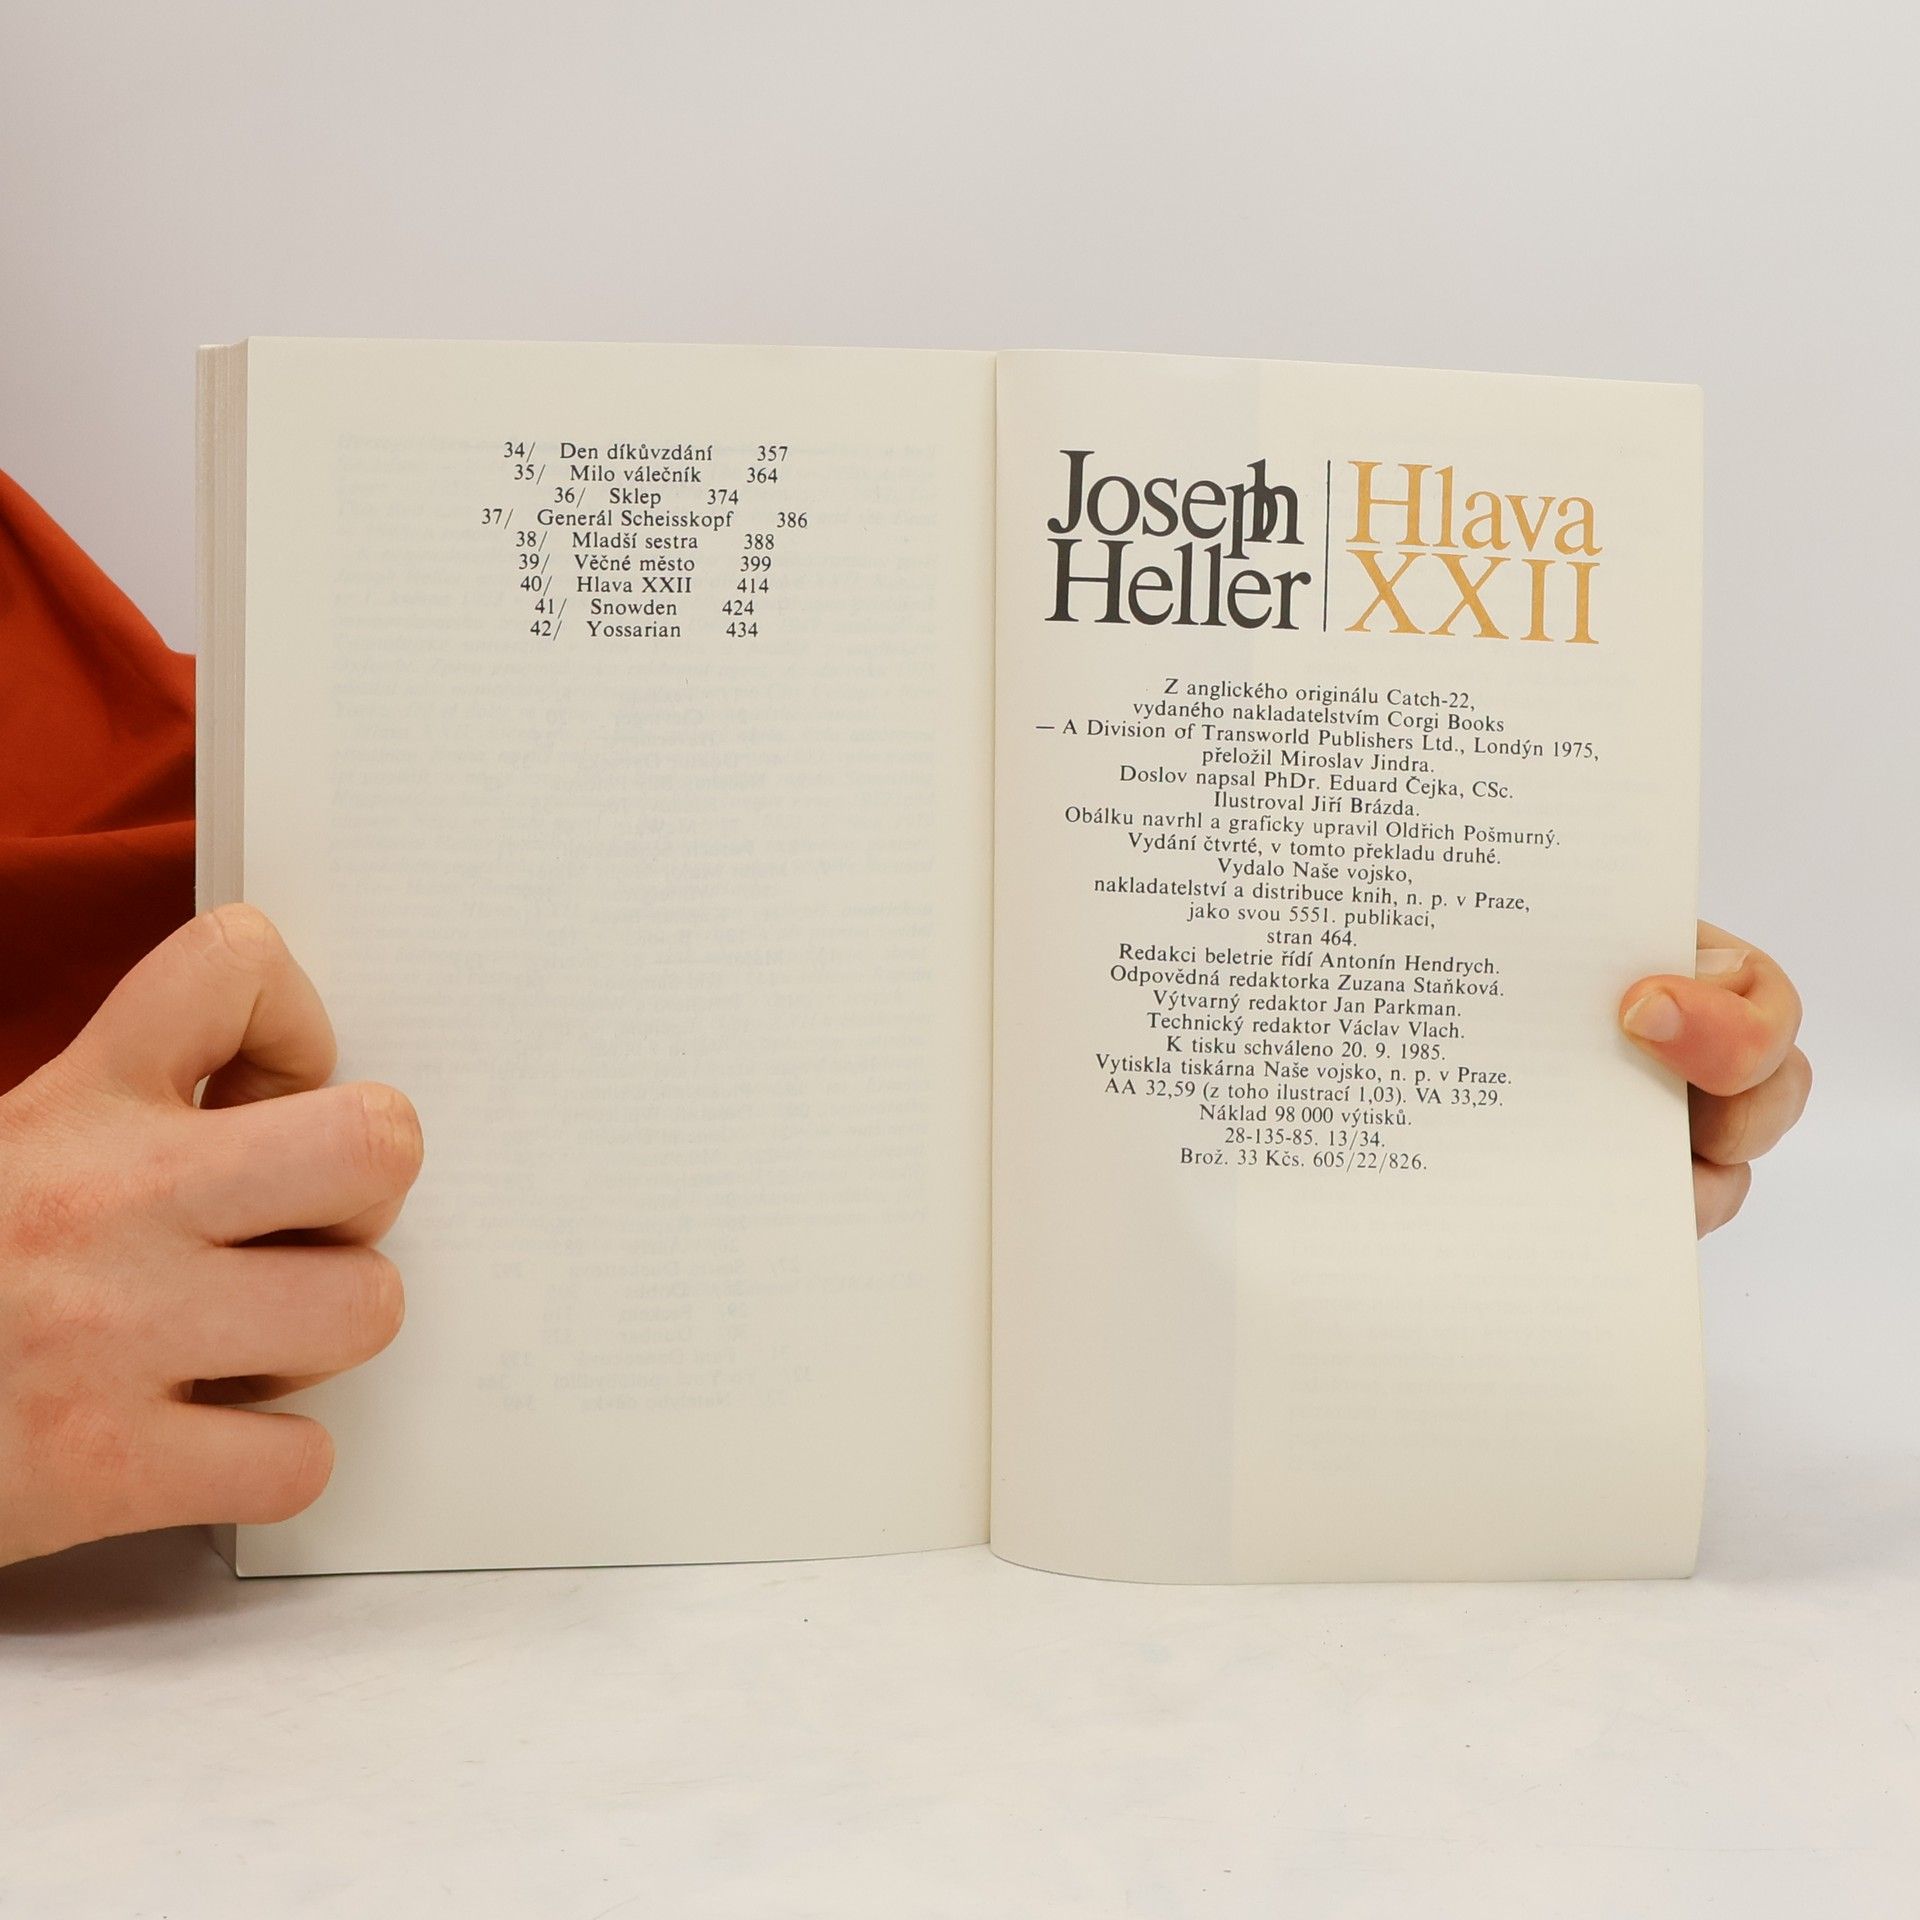 34/ Den díkůvzdání 357
35/ Milo válečník 364
36/ Sklep 374
37/ Generál Scheisskopf 386
38/ Mladší sestra 388
39/ Věčné město 399
40/ Hlava XXII 414
41/ Snowden 424
42/ Yossarian 434
Joseph
Heller
Hlava
XXII
Z anglického originálu Catch-22,
vydaného nakladatelstvím Corgi Books
— A Division of Transworld Publishers Ltd., Londýn 1975,
přeložil Miroslav Jindra.
Doslov napsal PhDr. Eduard Čejka, CSc.
Ilustroval Jiří Brázda.
Obálku navrhl a graficky upravil Oldřich Pošmurný.
Vydání čtvrté, v tomto překladu druhé.
Vydalo Naše vojsko,
nakladatelství a distribuce knih, n. p. v Praze,
jako svou 5551. publikaci,
stran 464.
Redakci beletrie řídí Antonín Hendrych.
Odpovědná redaktorka Zuzana Staňková.
Výtvarný redaktor Jan Parkman.
Technický redaktor Václav Vlach.
K tisku schváleno 20. 9. 1985.
Vytiskla tiskárna Naše vojsko, n. p. v Praze.
AA 32,59 (z toho ilustrací 1,03). VA 33,29.
Náklad 98 000 výtisků.
28-135-85. 13/34.
Brož. 33 Kčs. 605/22/826.